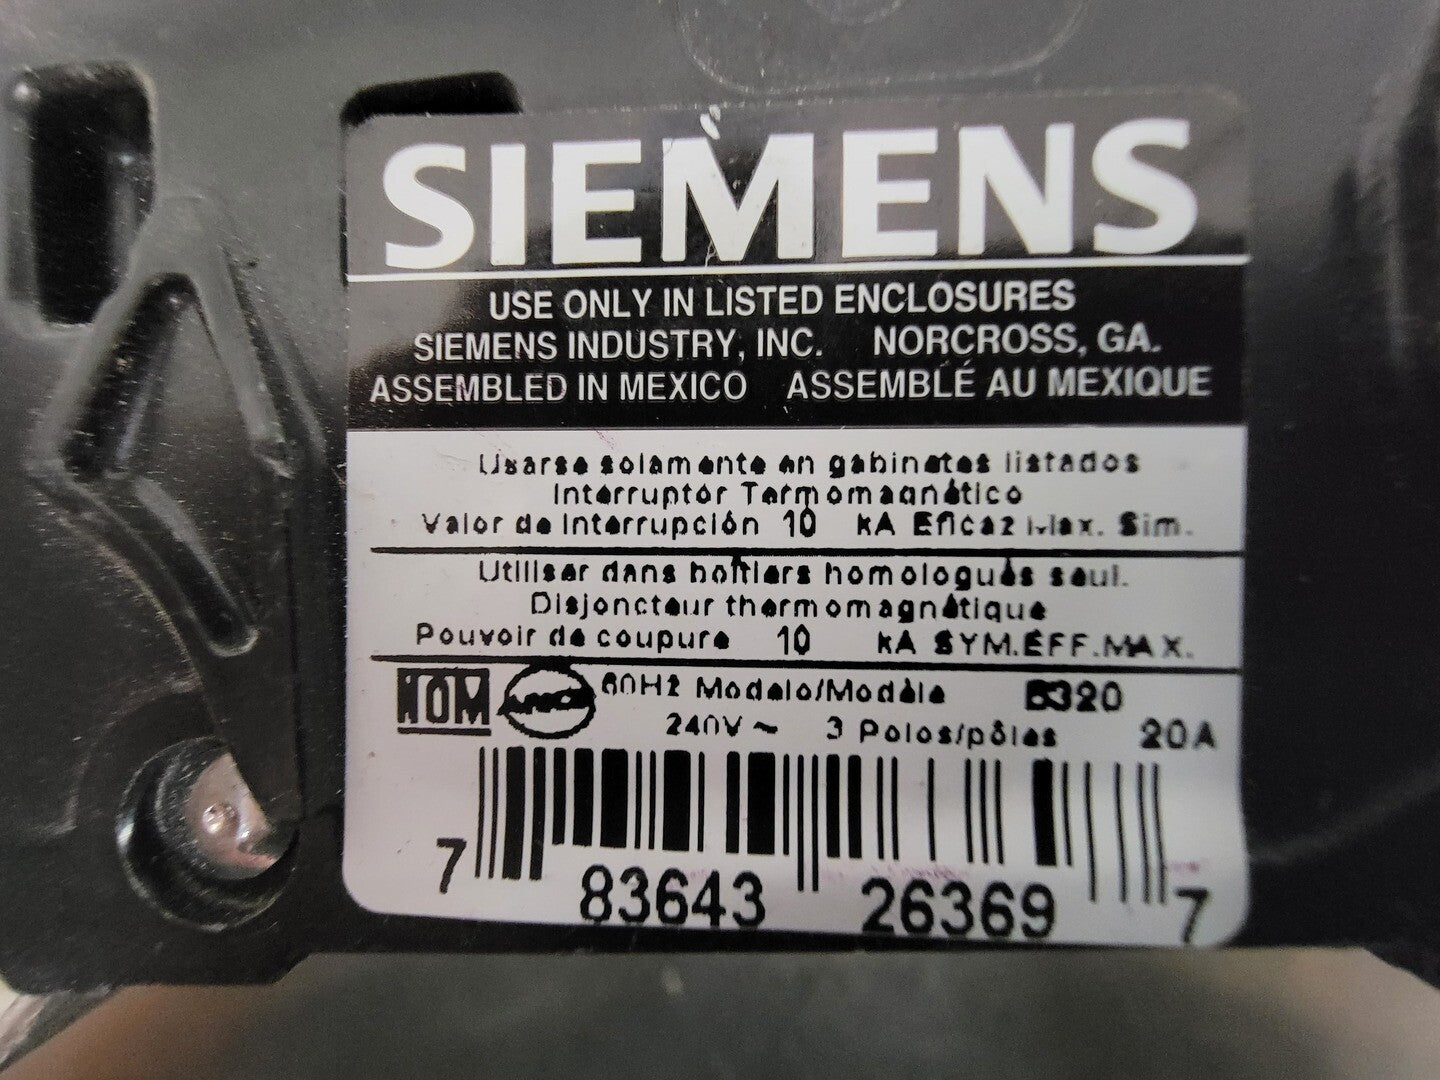 SIEMENS
USE ONLY IN LISTED ENCLOSURES
SIEMENS INDUSTRY, INC. NORCROSS, GA.
ASSEMBLED IN MEXICO ASSEMBLÉ AU MEXIQUE
Usarse solamente en gabinetes listados
Interruptor Termomagnético
Valor de Interrupción 10 kA Eficaz Max. Sim.
Utiliser dans boîtiers homologués seul.
Disjoncteur thermomagnétique
Pouvoir de coupure 10 kA SYM.EFF.MAX.
NOM ANCE 60Hz Modelo/Modèle B320
240V ~ 3 Polos/pôles 20A
7 83643 26369 7